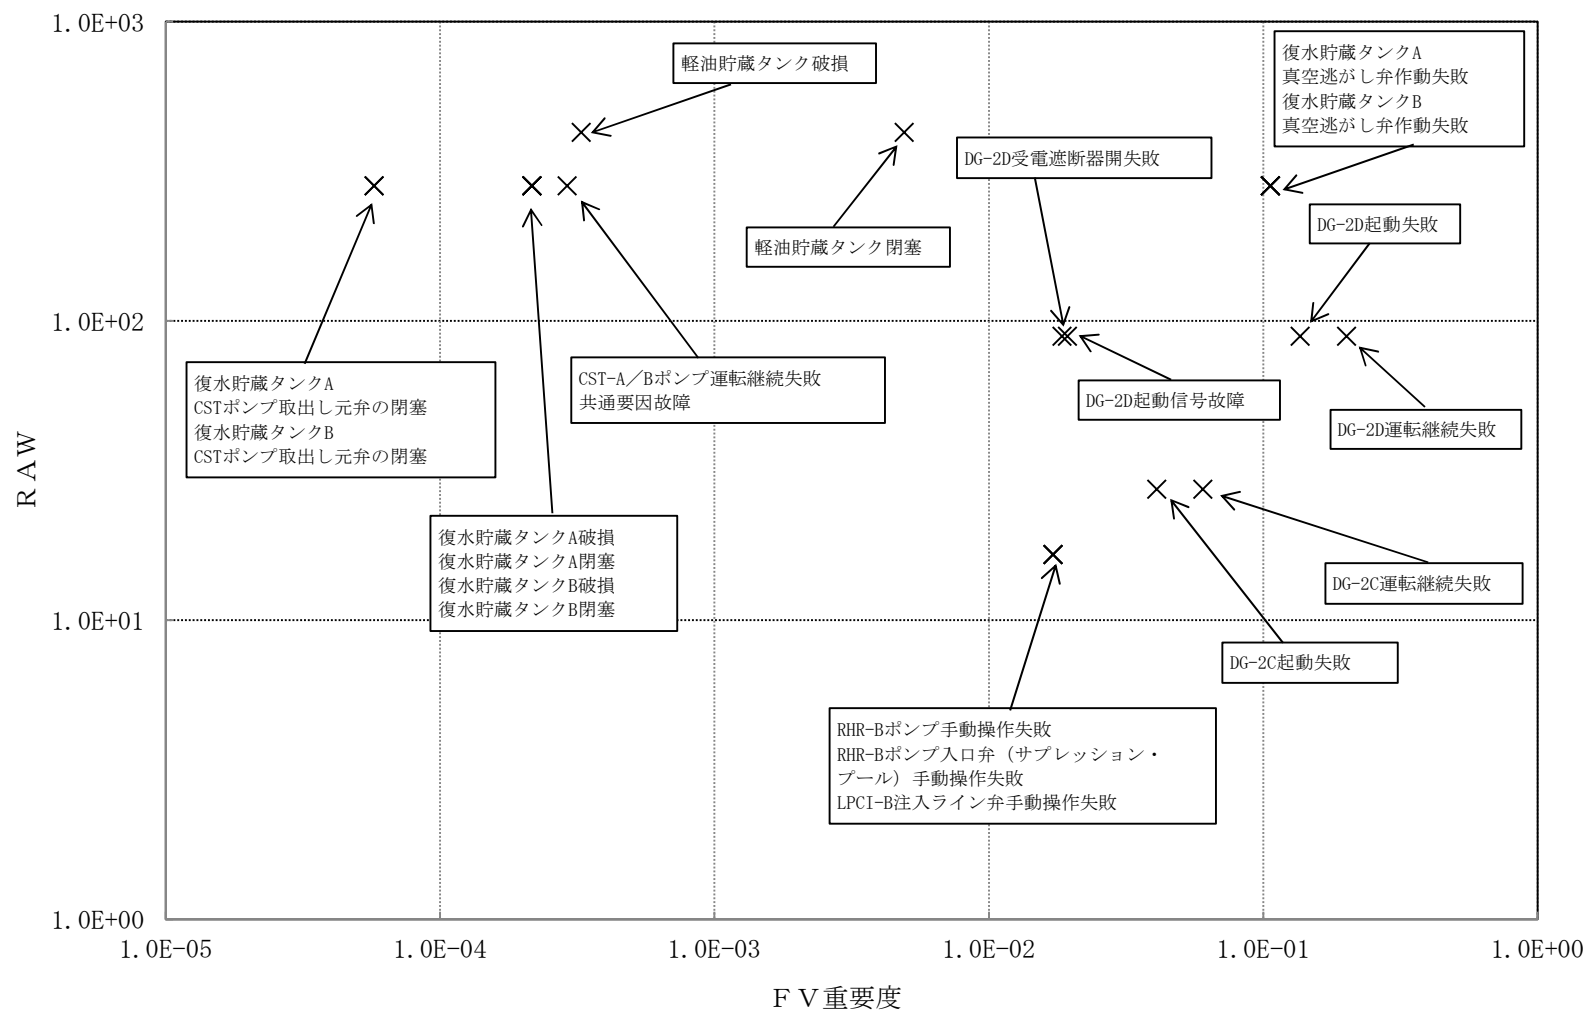 1.0E+03
1.0E+02
1.0E+01
1.0E+00
RAW
軽油貯蔵タンク破損
復水貯蔵タンクA
真空逃がし弁作動失敗
復水貯蔵タンクB
真空逃がし弁作動失敗
DG-2D受電遮断器開失敗
DG-2D起動失敗
軽油貯蔵タンク閉塞
復水貯蔵タンクA
CSTポンプ取出し元弁の閉塞
復水貯蔵タンクB
CSTポンプ取出し元弁の閉塞
CST-A／Bポンプ運転継続失敗
共通要因故障
DG-2D起動信号故障
DG-2D運転継続失敗
復水貯蔵タンクA破損
復水貯蔵タンクA閉塞
復水貯蔵タンクB破損
復水貯蔵タンクB閉塞
DG-2C運転継続失敗
DG-2C起動失敗
RHR-Bポンプ手動操作失敗
RHR-Bポンプ入口弁（サプレッション・
プール）手動操作失敗
LPCI-B注入ライン弁手動操作失敗
1.0E-05 1.0E-04 1.0E-03 1.0E-02 1.0E-01 1.0E+00
ＦＶ重要度